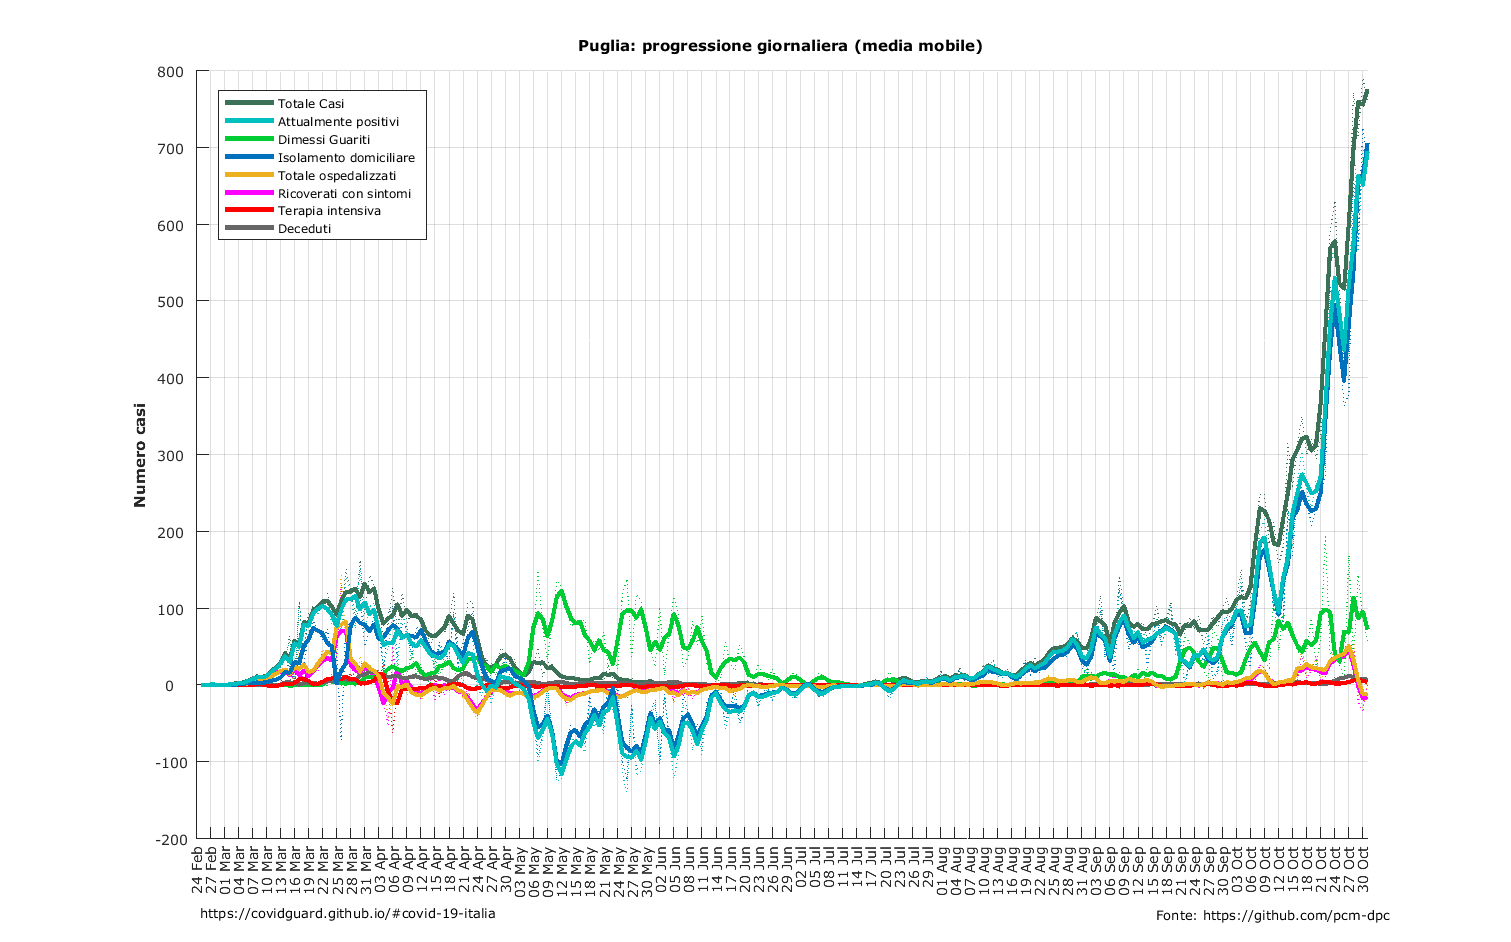 Puglia: progressione giornaliera (media mobile)
800
700
600
500
400
300
200
100
0
-100
-200
Numero casi
Totale Casi
Attualmente positivi
Dimessi Guariti
Isolamento domiciliare
Totale ospedalizzati
Ricoverati con sintomi
Terapia intensiva
Deceduti
24 Feb
27 Feb
01 Mar
04 Mar
07 Mar
10 Mar
13 Mar
16 Mar
19 Mar
22 Mar
25 Mar
28 Mar
31 Mar
03 Apr
06 Apr
09 Apr
12 Apr
15 Apr
18 Apr
21 Apr
24 Apr
27 Apr
30 Apr
03 May
06 May
09 May
12 May
15 May
18 May
21 May
24 May
27 May
30 May
02 Jun
05 Jun
08 Jun
11 Jun
14 Jun
17 Jun
20 Jun
23 Jun
26 Jun
29 Jun
02 Jul
05 Jul
08 Jul
11 Jul
14 Jul
17 Jul
20 Jul
23 Jul
26 Jul
29 Jul
01 Aug
04 Aug
07 Aug
10 Aug
13 Aug
16 Aug
19 Aug
22 Aug
25 Aug
28 Aug
31 Aug
03 Sep
06 Sep
09 Sep
12 Sep
15 Sep
18 Sep
21 Sep
24 Sep
27 Sep
30 Sep
03 Oct
06 Oct
09 Oct
12 Oct
15 Oct
18 Oct
21 Oct
24 Oct
27 Oct
30 Oct
https://covidguard.github.io/#covid-19-italia
Fonte: https://github.com/pcm-dpc